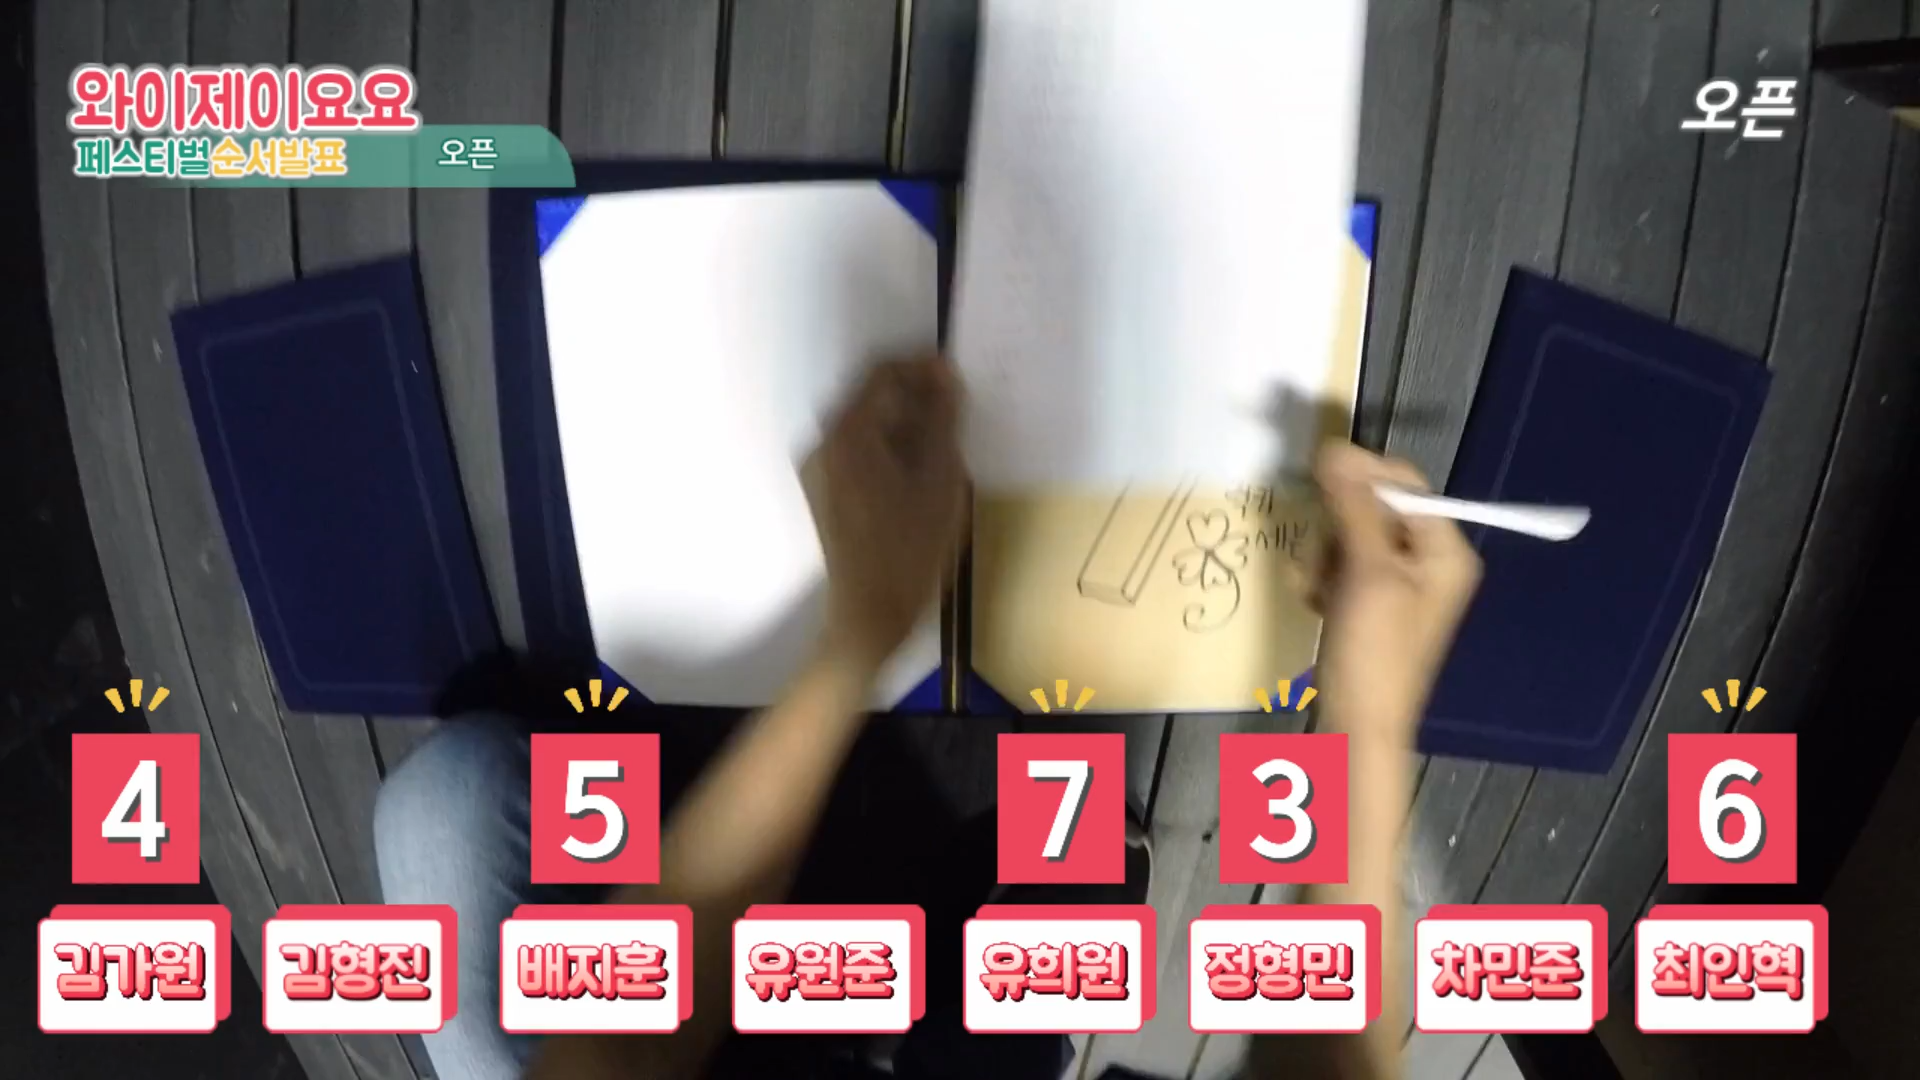 와이제이요요
페스티벌순서발표
오픈
오픈
4
5
7
3
6
김가원
김형진
배지훈
유원준
유희원
정형민
차민준
최인혁